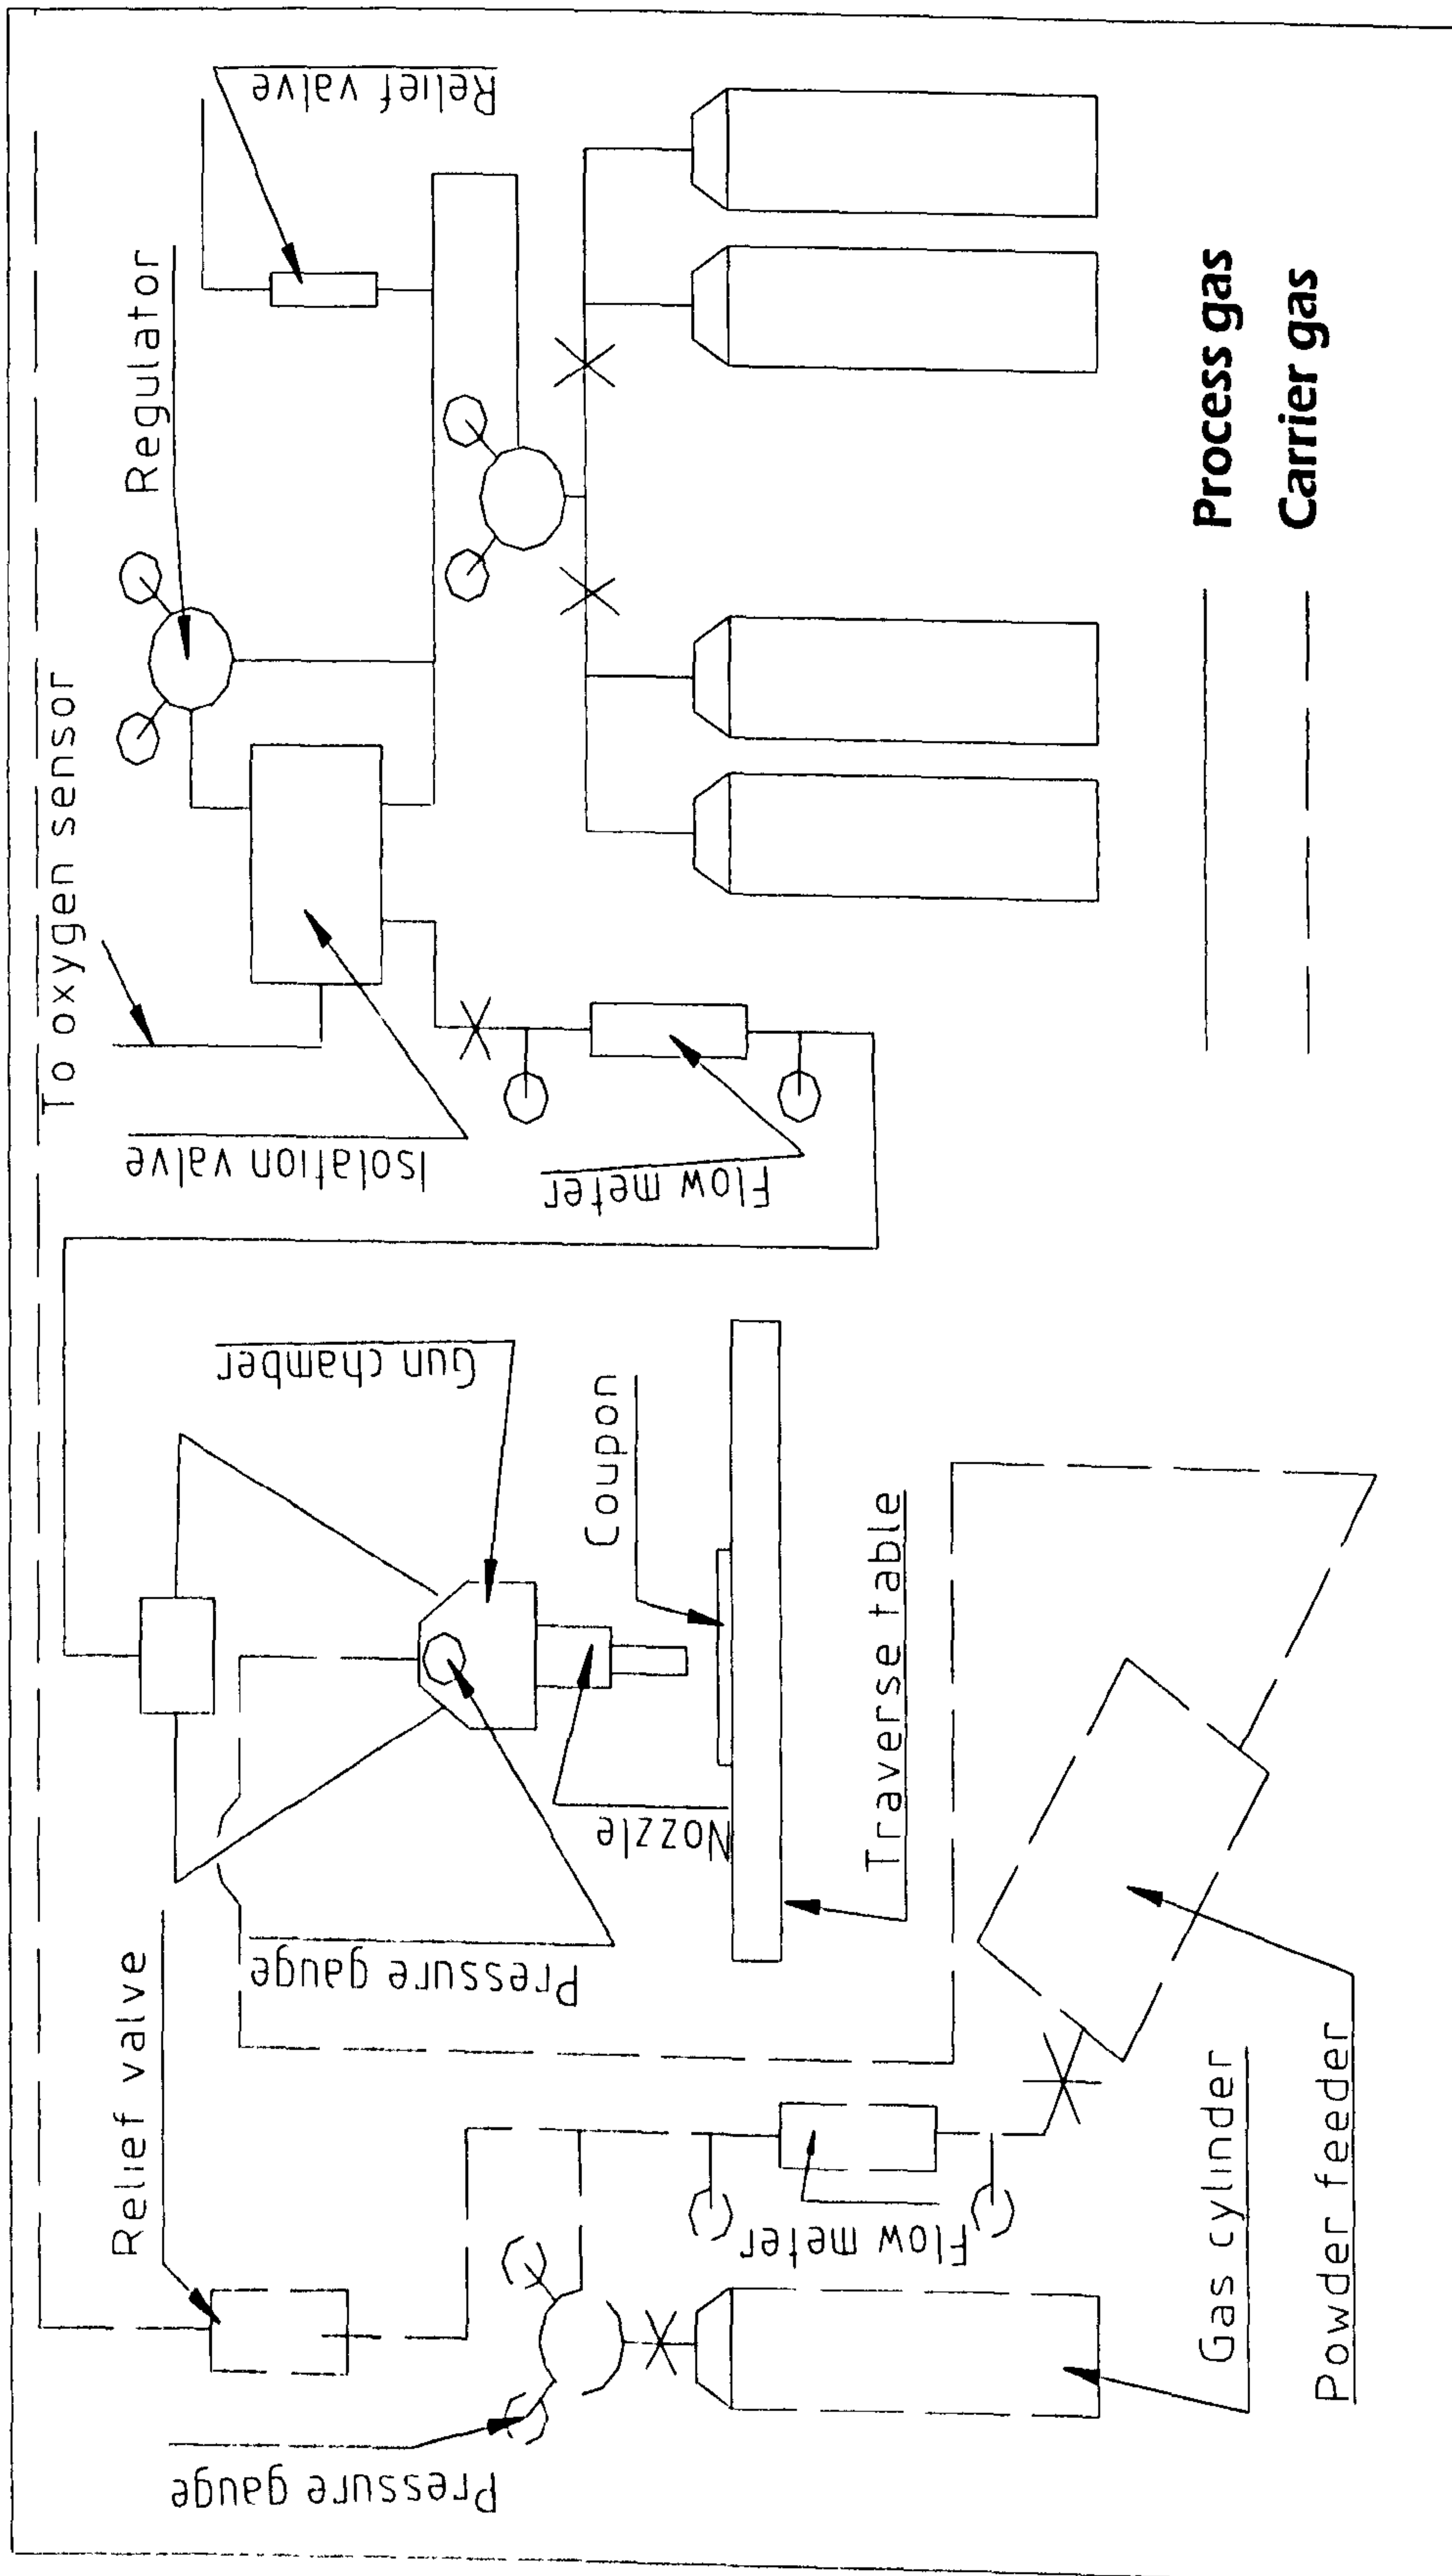 Relief valve
Regulator
To oxygen sensor
Isolation valve
Flow meter
Gun chamber
Coupon
Nozzle
Traverse table
Pressure gauge
Relief valve
Pressure gauge
Flow meter
Gas cylinder
Powder feeder
Process gas
Carrier gas